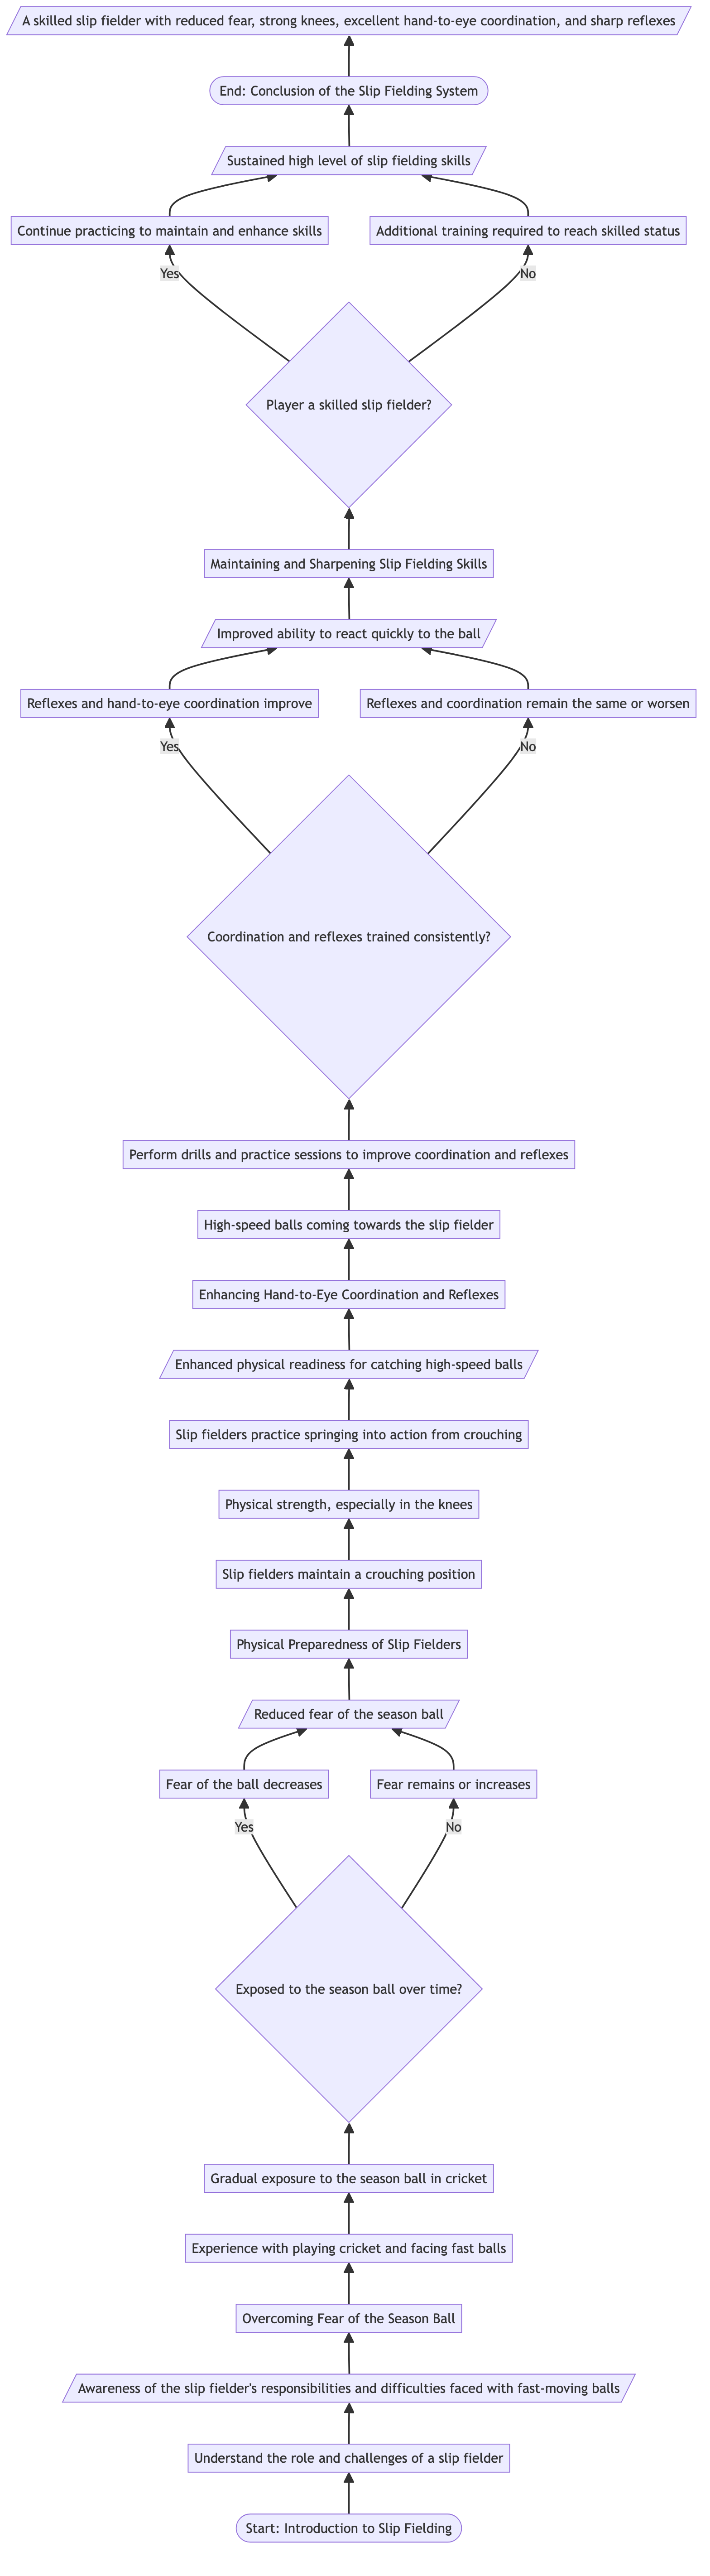 A skilled slip fielder with reduced fear, strong knees, excellent hand-to-eye coordination, and sharp reflexes
End: Conclusion of the Slip Fielding System
Sustained high level of slip fielding skills
Continue practicing to maintain and enhance skills
Additional training required to reach skilled status
Yes
No
Player a skilled slip fielder?
Maintaining and Sharpening Slip Fielding Skills
Improved ability to react quickly to the ball
Reflexes and hand-to-eye coordination improve
Reflexes and coordination remain the same or worsen
Yes
No
Coordination and reflexes trained consistently?
Perform drills and practice sessions to improve coordination and reflexes
High-speed balls coming towards the slip fielder
Enhancing Hand-to-Eye Coordination and Reflexes
Enhanced physical readiness for catching high-speed balls
Slip fielders practice springing into action from crouching
Physical strength, especially in the knees
Slip fielders maintain a crouching position
Physical Preparedness of Slip Fielders
Reduced fear of the season ball
Fear of the ball decreases
Fear remains or increases
Yes
No
Exposed to the season ball over time?
Gradual exposure to the season ball in cricket
Experience with playing cricket and facing fast balls
Overcoming Fear of the Season Ball
Awareness of the slip fielder's responsibilities and difficulties faced with fast-moving balls
Understand the role and challenges of a slip fielder
Start: Introduction to Slip Fielding